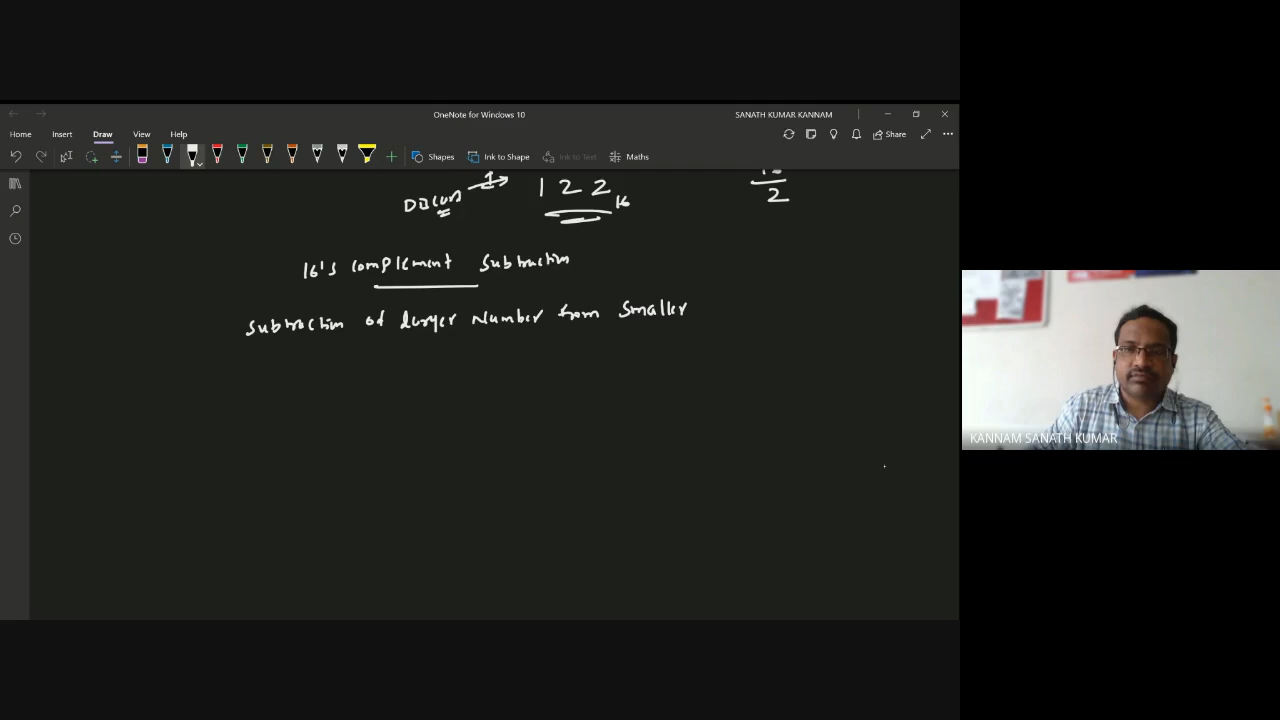 OneNote for Windows 10
SANATH KUMAR KANNAM
Home Insert Draw View Help
Share
Shapes Ink to Shape Ink to Text Maths
1
1 2 2 16
2
16's complement subtraction
subtraction of larger Number from smaller
KANNAM SANATH KUMAR